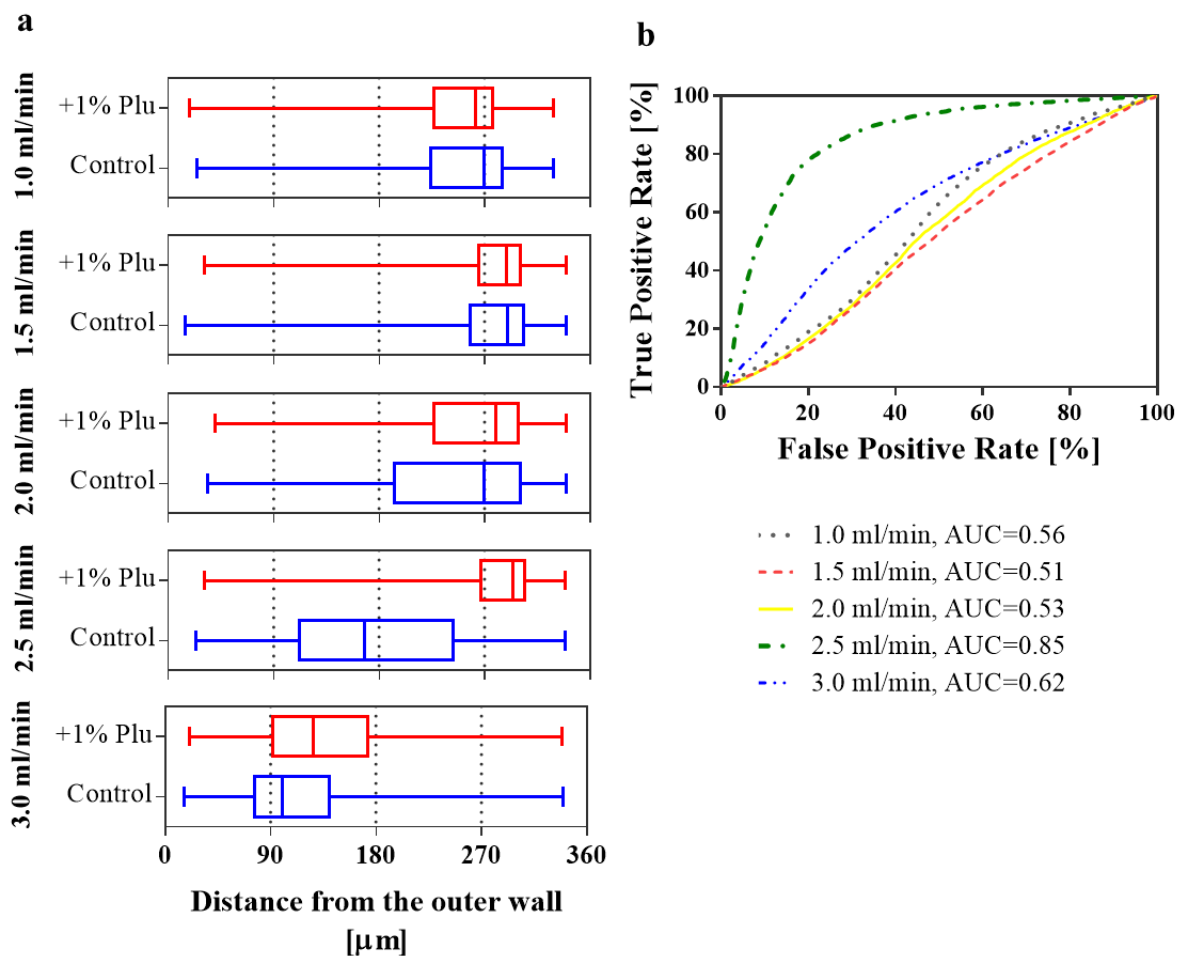 a
1.0 ml/min
+1% Plu
Control
1.5 ml/min
+1% Plu
Control
2.0 ml/min
+1% Plu
Control
2.5 ml/min
+1% Plu
Control
3.0 ml/min
+1% Plu
Control
0 90 180 270 360
Distance from the outer wall
[μm]
b
True Positive Rate [%]
100
80
60
40
20
0
0 20 40 60 80 100
False Positive Rate [%]
1.0 ml/min, AUC=0.56
1.5 ml/min, AUC=0.51
2.0 ml/min, AUC=0.53
2.5 ml/min, AUC=0.85
3.0 ml/min, AUC=0.62